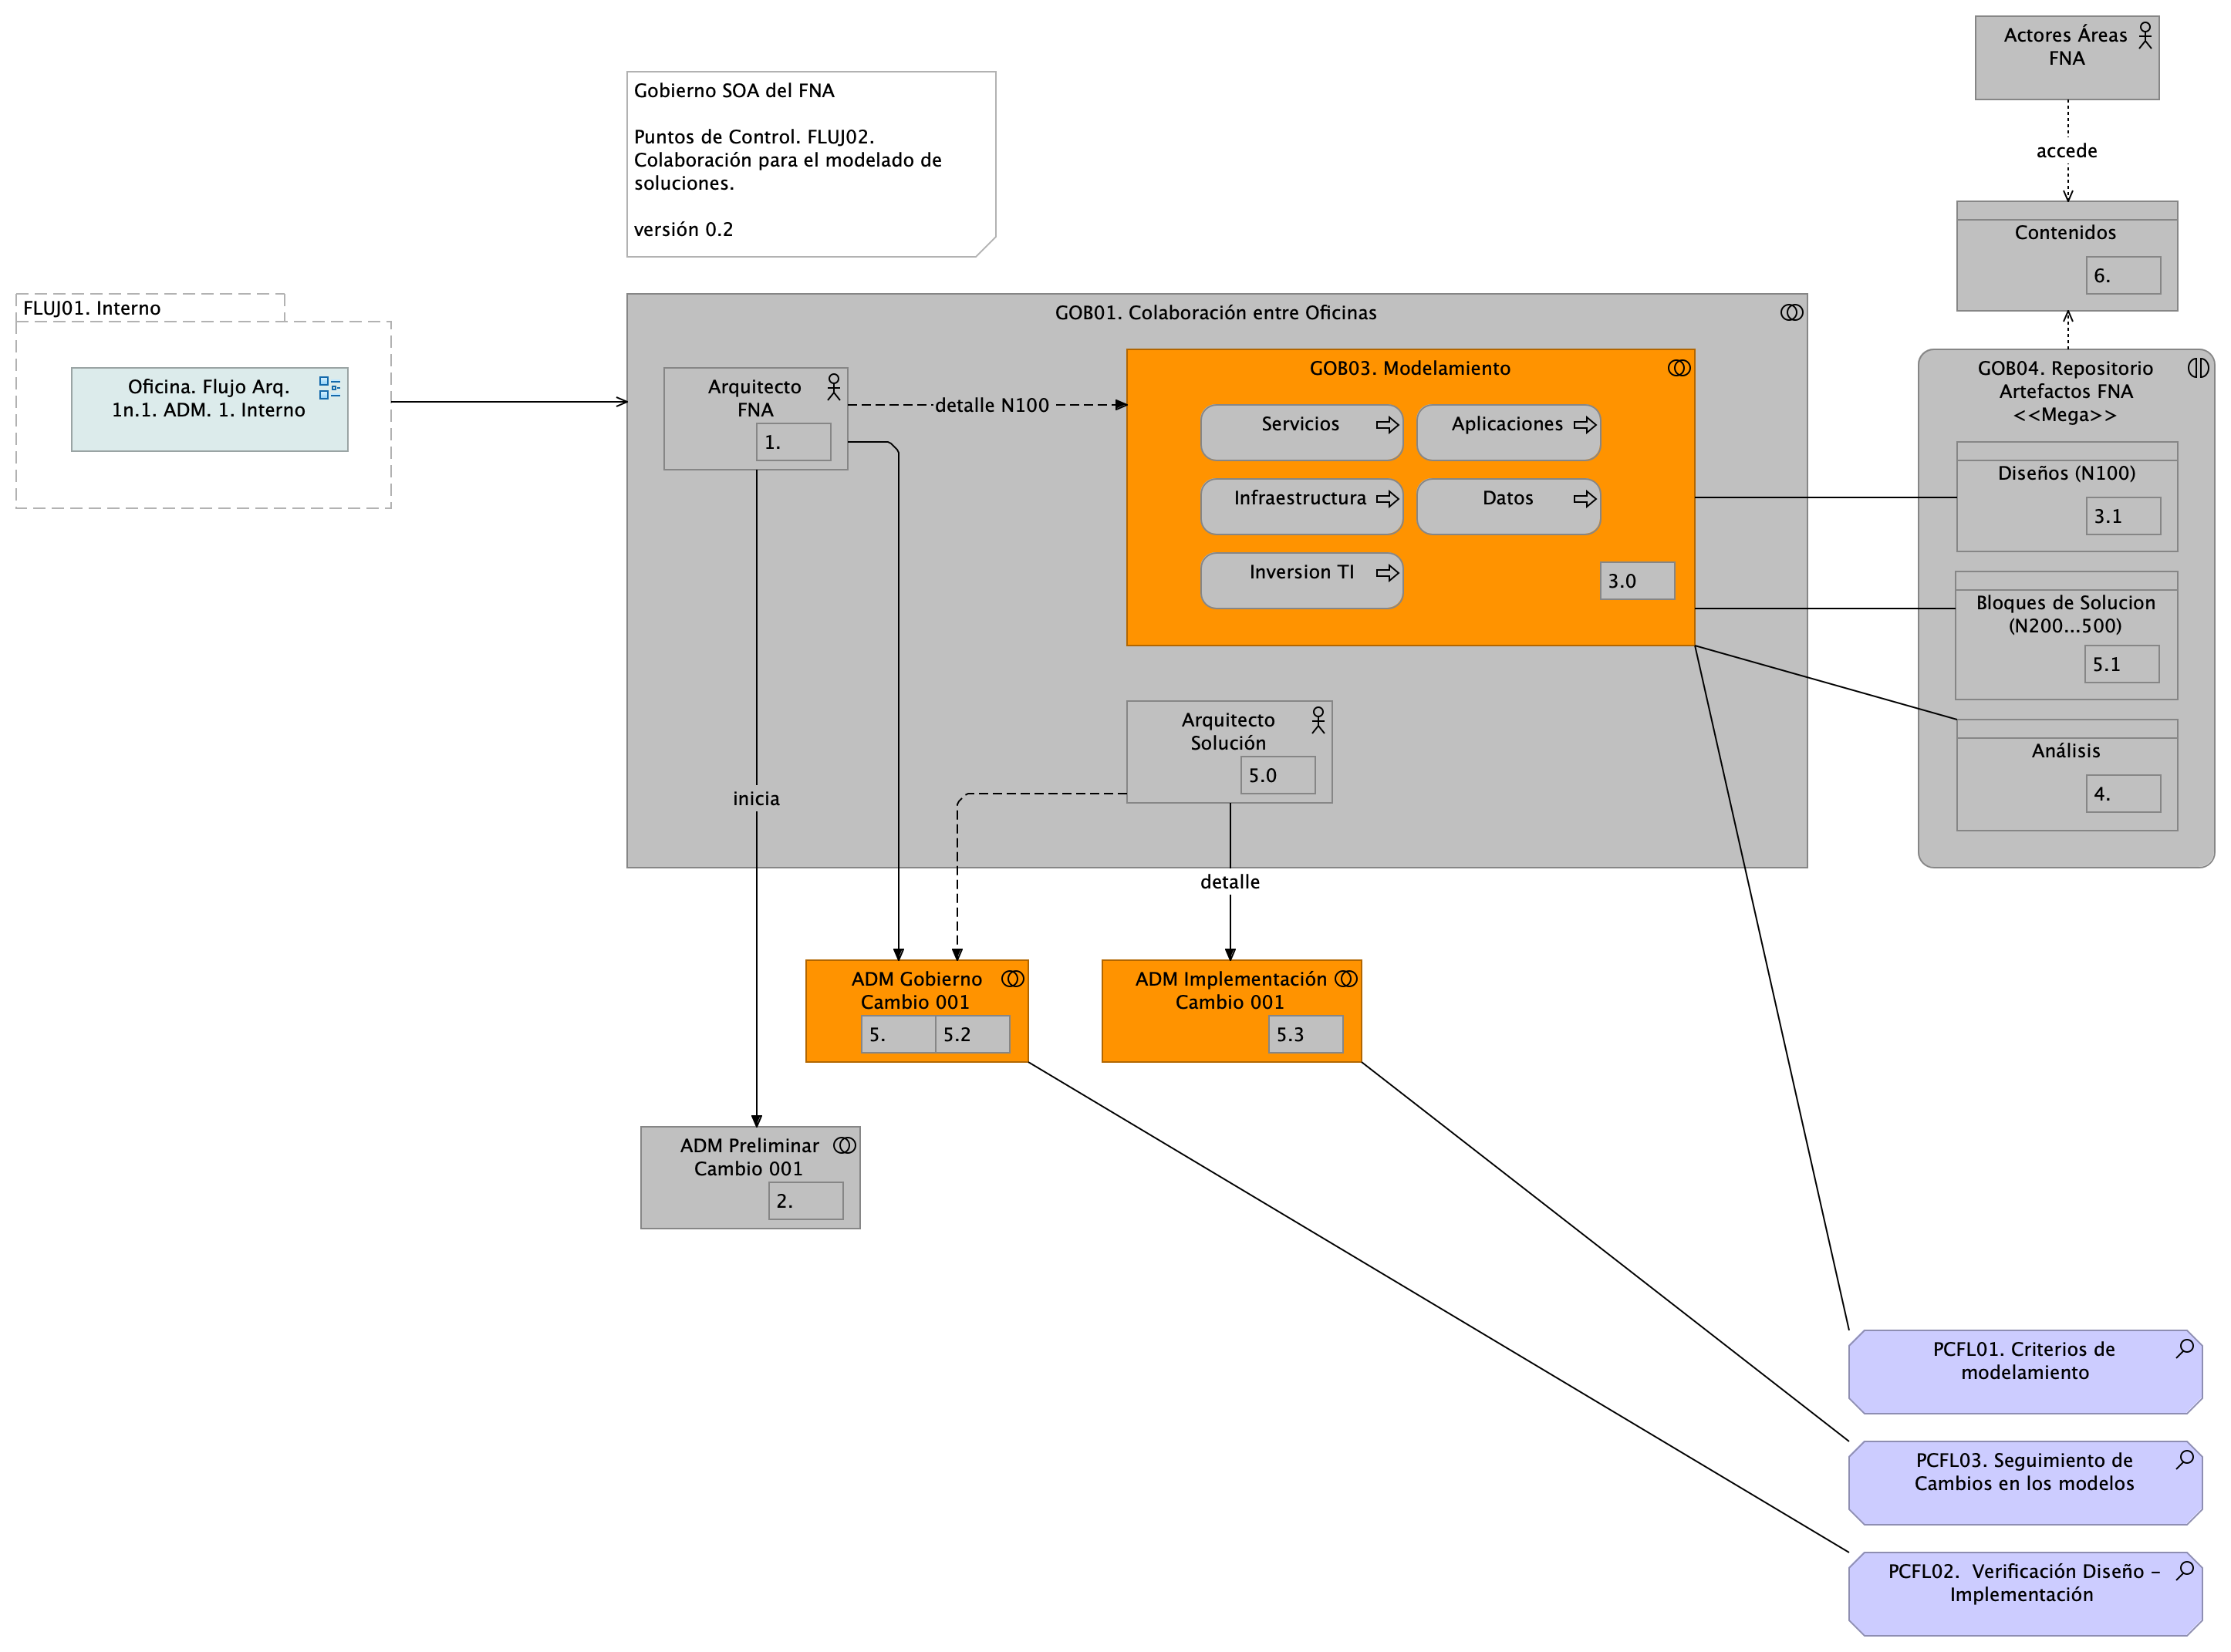 Actores Áreas
FNA
Gobierno SOA del FNA
Puntos de Control. FLUJ02.
Colaboración para el modelado de
soluciones.
versión 0.2
accede
Contenidos
6.
FLUJ01. Interno
Oficina. Flujo Arq.
1n.1. ADM. 1. Interno
GOB01. Colaboración entre Oficinas
Arquitecto
FNA
1.
detalle N100
GOB03. Modelamiento
Servicios
Aplicaciones
Infraestructura
Datos
Inversion TI
3.0
GOB04. Repositorio
Artefactos FNA
<<Mega>>
Diseños (N100)
3.1
Bloques de Solucion
(N200...500)
5.1
Análisis
4.
Arquitecto
Solución
5.0
inicia
detalle
ADM Gobierno
Cambio 001
5.
5.2
ADM Implementación
Cambio 001
5.3
ADM Preliminar
Cambio 001
2.
PCFL01. Criterios de
modelamiento
PCFL03. Seguimiento de
Cambios en los modelos
PCFL02.  Verificación Diseño -
Implementación